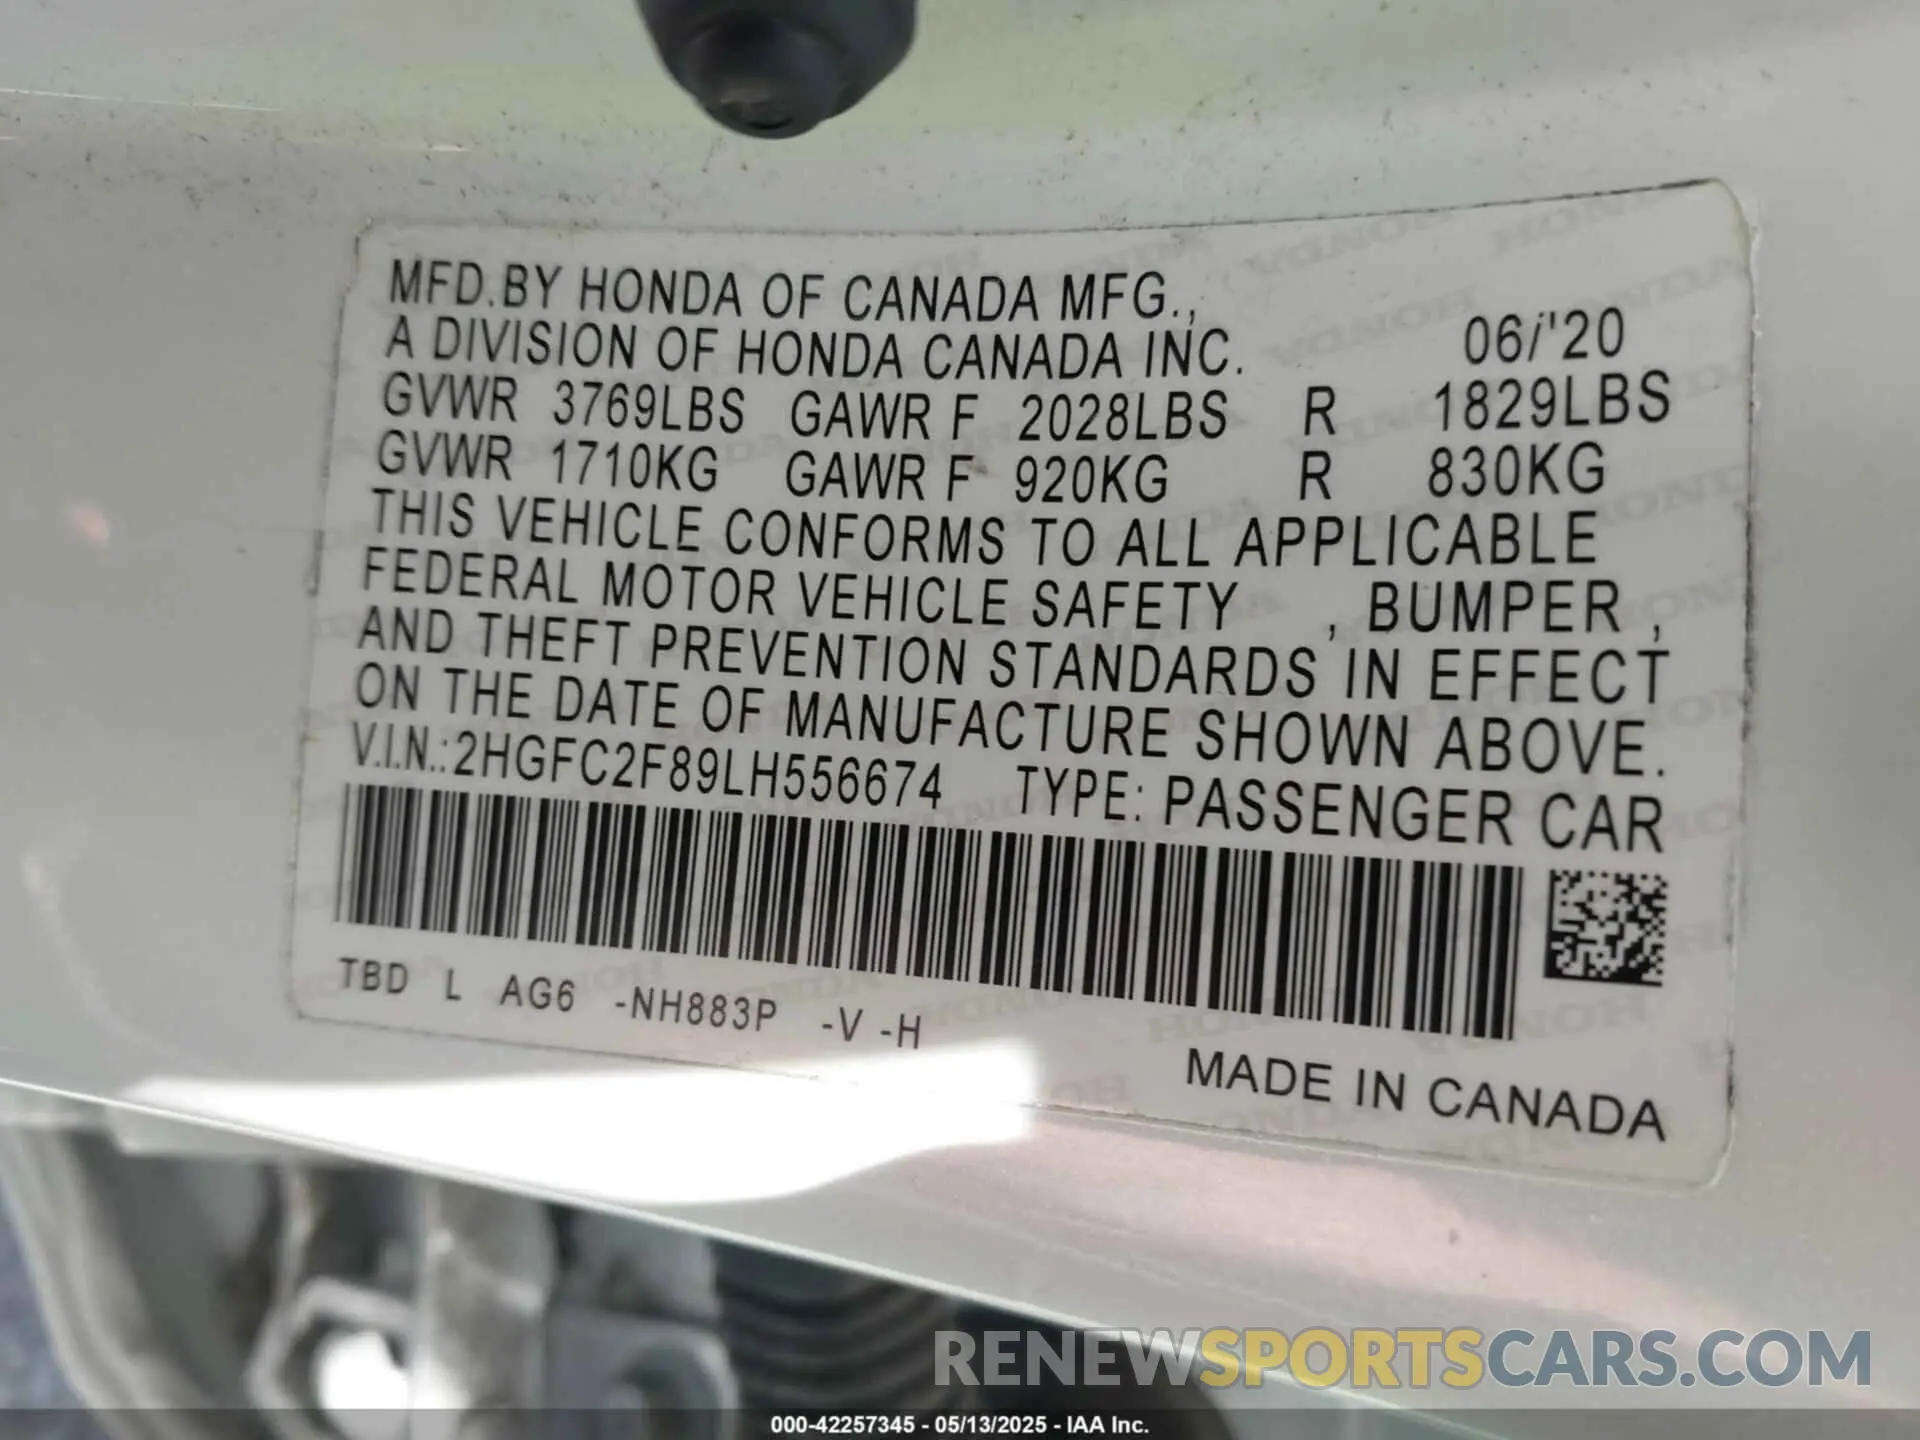 MFD.BY HONDA OF CANADA MFG.,
A DIVISION OF HONDA CANADA INC. 06/'20
GVWR 3769LBS GAWR F 2028LBS R 1829LBS
GVWR 1710KG GAWR F 920KG R 830KG
THIS VEHICLE CONFORMS TO ALL APPLICABLE
FEDERAL MOTOR VEHICLE SAFETY , BUMPER ,
AND THEFT PREVENTION STANDARDS IN EFFECT
ON THE DATE OF MANUFACTURE SHOWN ABOVE.
V.I.N.:2HGFC2F89LH556674 TYPE: PASSENGER CAR
TBD L AG6 -NH883P -V -H
MADE IN CANADA
RENEWSPORTSCARS.COM
000-42257345 - 05/13/2025 - IAA Inc.